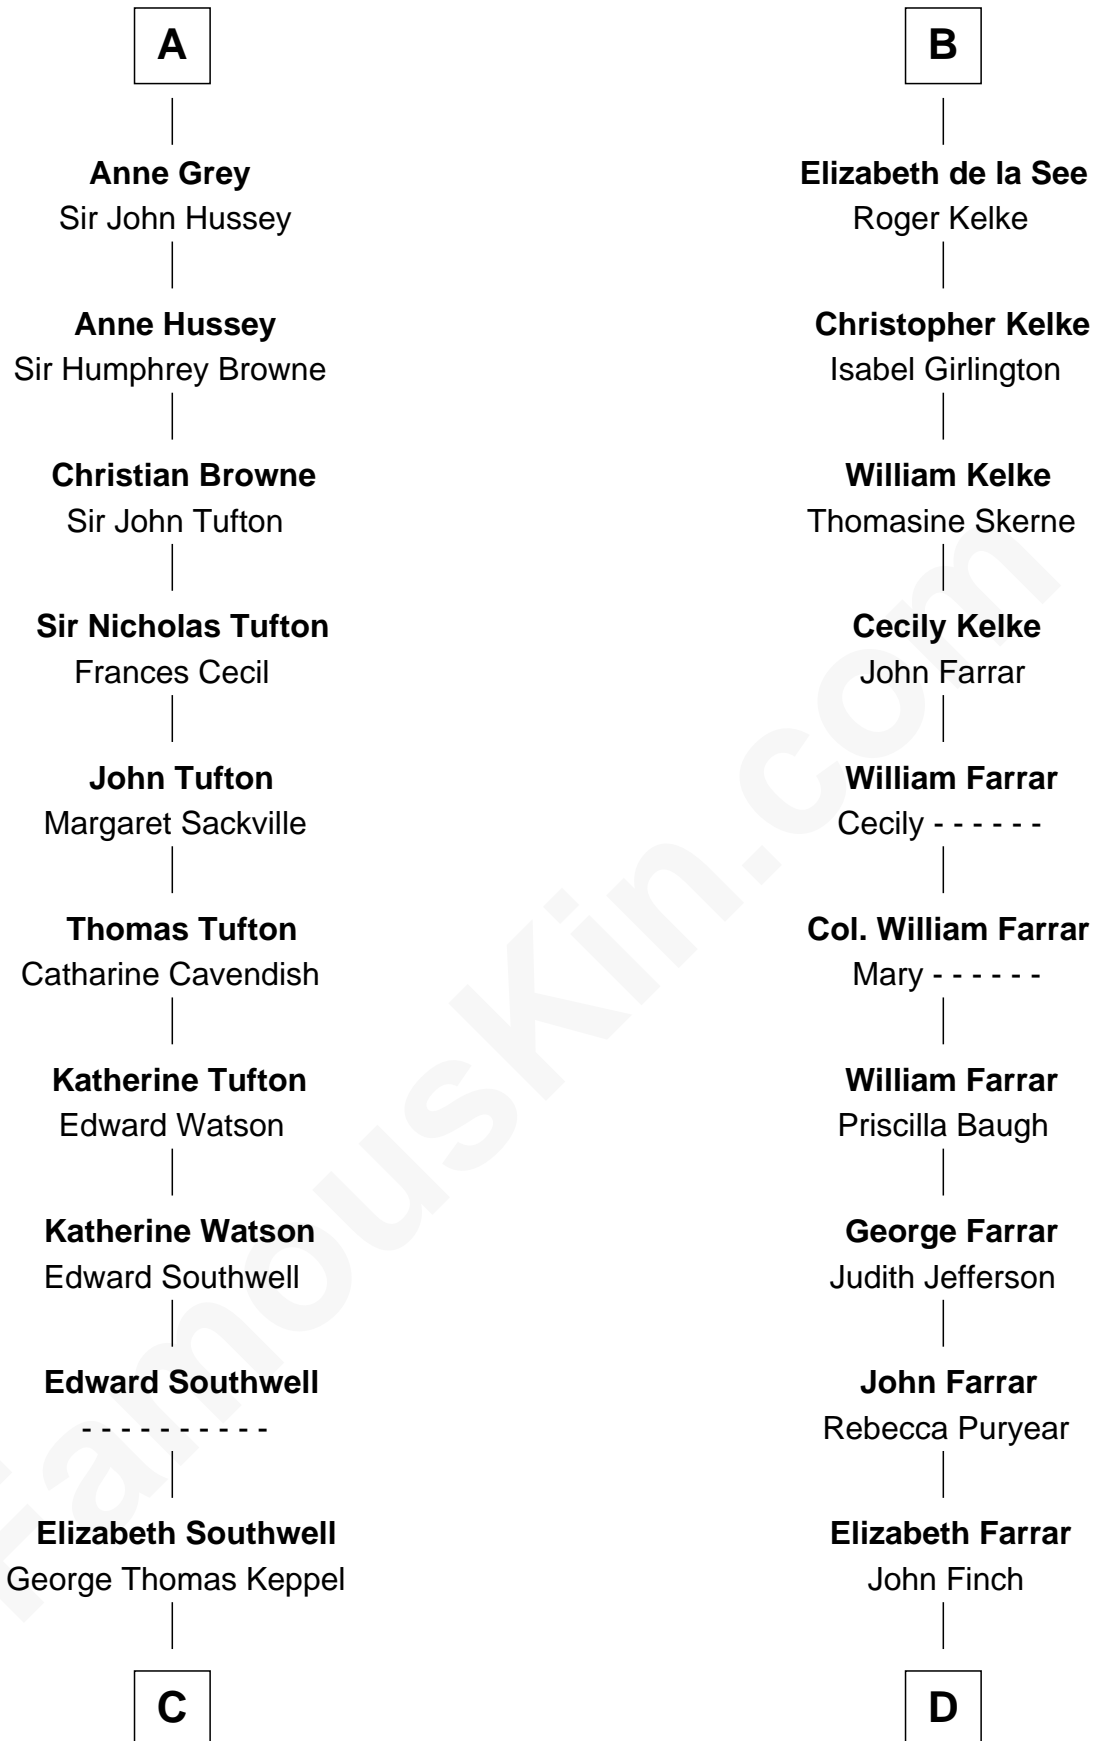 A
Anne Grey
Sir John Hussey
Anne Hussey
Sir Humphrey Browne
Christian Browne
Sir John Tufton
Sir Nicholas Tufton
Frances Cecil
John Tufton
Margaret Sackville
Thomas Tufton
Catharine Cavendish
Katherine Tufton
Edward Watson
Katherine Watson
Edward Southwell
Edward Southwell
- - - - - - - - - -
Elizabeth Southwell
George Thomas Keppel
C
B
Elizabeth de la See
Roger Kelke
Christopher Kelke
Isabel Girlington
William Kelke
Thomasine Skerne
Cecily Kelke
John Farrar
William Farrar
Cecily - - - - - -
Col. William Farrar
Mary - - - - - -
William Farrar
Priscilla Baugh
George Farrar
Judith Jefferson
John Farrar
Rebecca Puryear
Elizabeth Farrar
John Finch
D
FamousKin.com